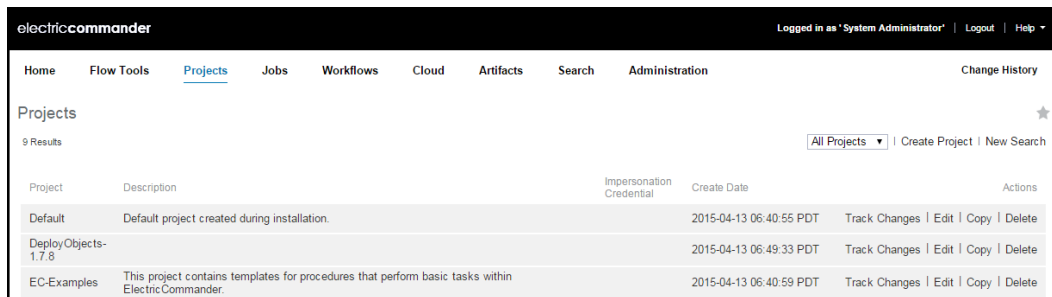 electriccommander Logged in as 'System Administrator' | Logout | Help
Home Flow Tools Projects Jobs Workflows Cloud Artifacts Search Administration Change History
Projects
9 Results All Projects | Create Project | New Search
Project Description Impersonation Credential Create Date Actions
Default Default project created during installation. 2015-04-13 06:40:55 PDT Track Changes | Edit | Copy | Delete
DeployObjects-
1.7.8 2015-04-13 06:49:33 PDT Track Changes | Edit | Copy | Delete
EC-Examples This project contains templates for procedures that perform basic tasks within
ElectricCommander. 2015-04-13 06:40:59 PDT Track Changes | Edit | Copy | Delete